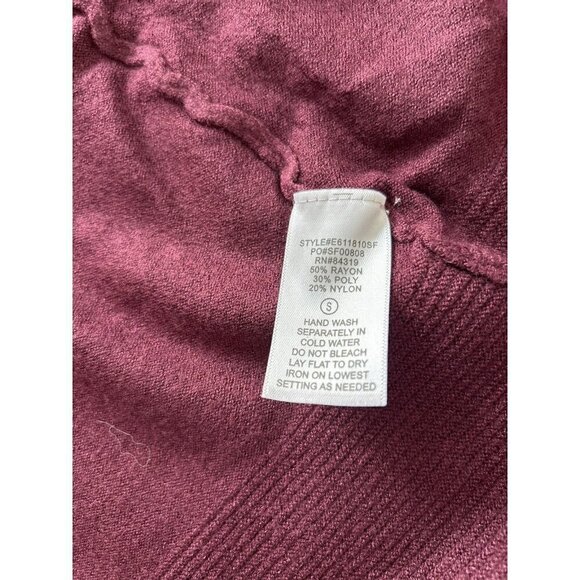 STYLE#E611810SF
PO#SF00808
RN#84319
50% RAYON
30% POLY
20% NYLON
S
HAND WASH
SEPARATELY IN
COLD WATER
DO NOT BLEACH
LAY FLAT TO DRY
IRON ON LOWEST
SETTING AS NEEDED